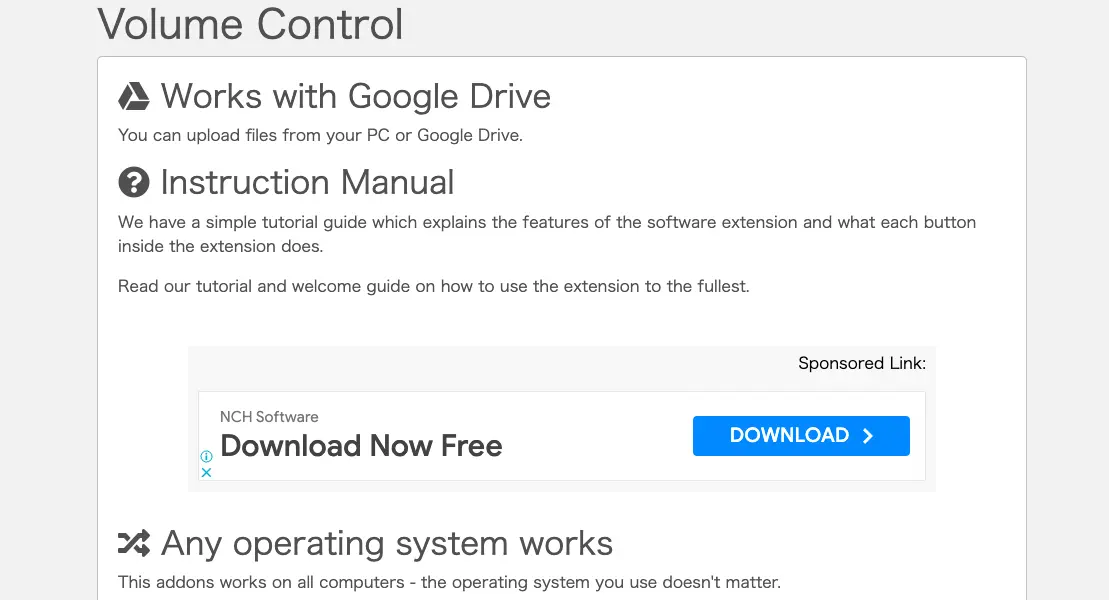 Volume Control
Works with Google Drive
You can upload files from your PC or Google Drive.
Instruction Manual
We have a simple tutorial guide which explains the features of the software extension and what each button
inside the extension does.
Read our tutorial and welcome guide on how to use the extension to the fullest.
Sponsored Link:
NCH Software
Download Now Free
DOWNLOAD
Any operating system works
This addons works on all computers - the operating system you use doesn't matter.